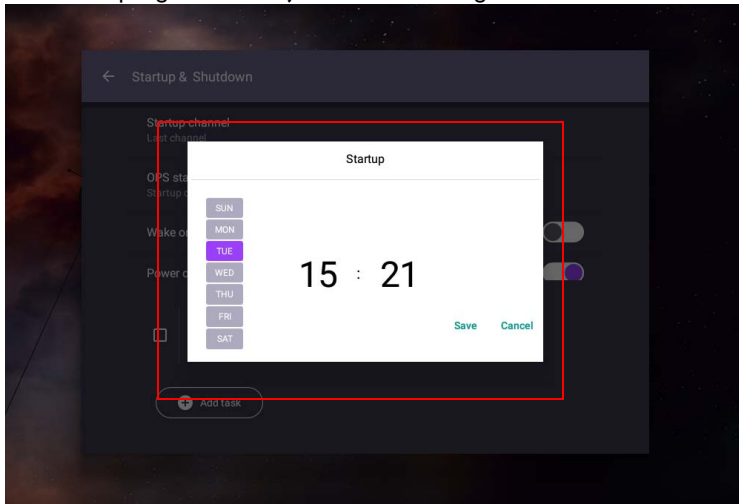 Startup & Shutdown
Startup channel
Last channel
Startup
OPS sta
Startup
SUN
MON
Wake o
TUE
WED
15 : 21
Power o
THU
FRI
Save Cancel
SAT
Add task